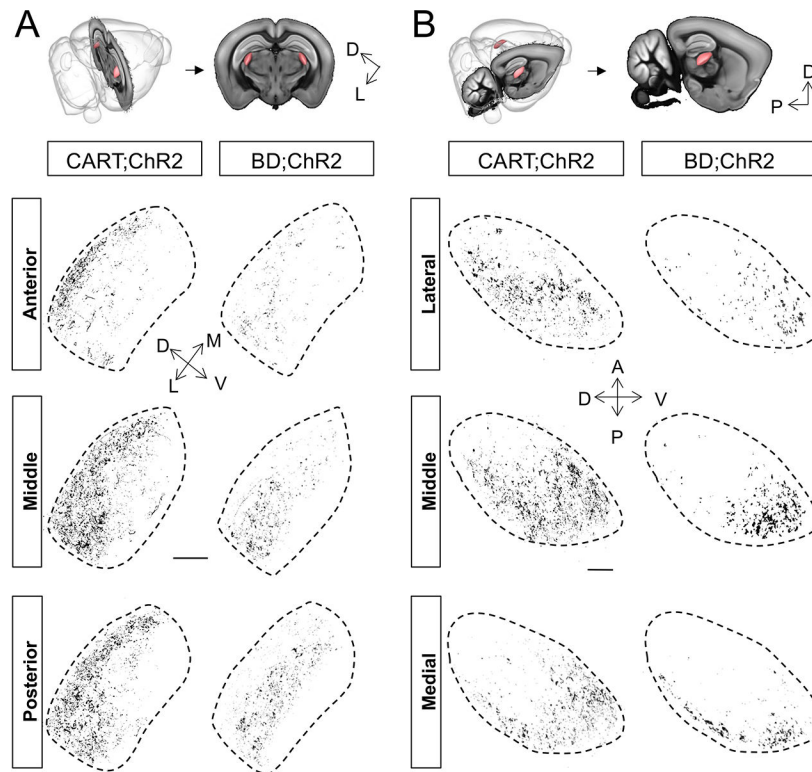 A
D
L
CART;ChR2
BD;ChR2
Anterior
D
M
L
V
Middle
Posterior
B
D
P
CART;ChR2
BD;ChR2
Lateral
A
D
V
P
Middle
Medial